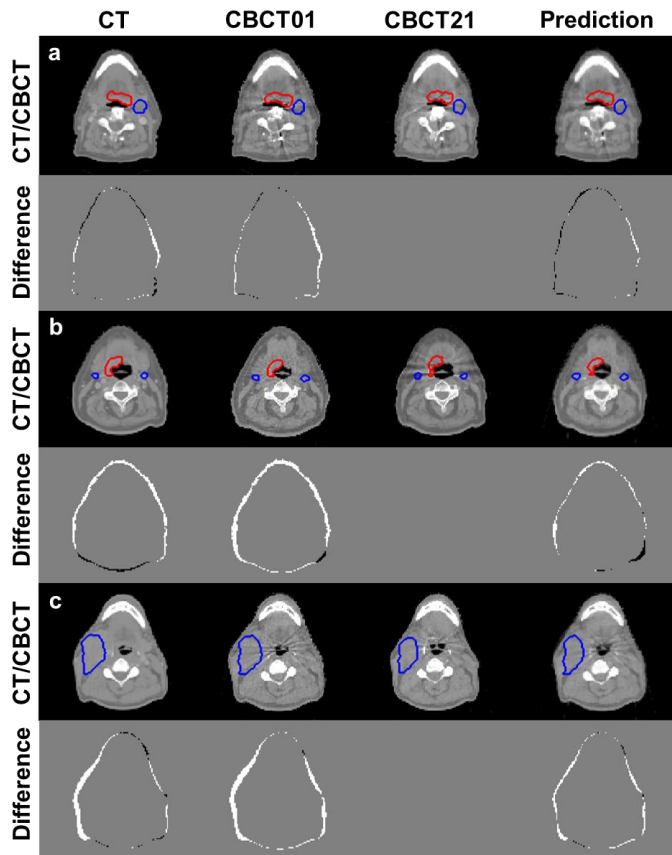 CT CBCT01 CBCT21 Prediction
a
CT/CBCT
Difference
b
CT/CBCT
Difference
c
CT/CBCT
Difference